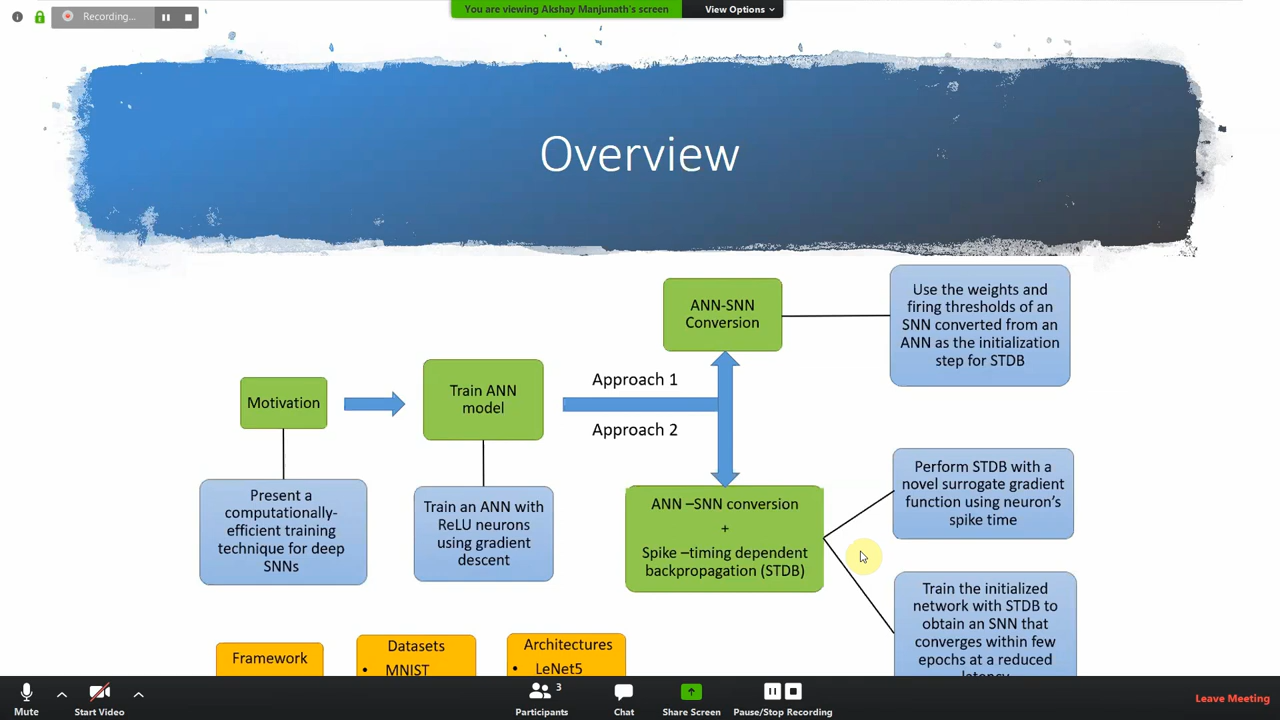 Recording...
You are viewing Akshay Manjunath's screen
View Options
Overview
ANN-SNN
Conversion
Use the weights and
firing thresholds of an
SNN converted from an
ANN as the initialization
step for STDB
Motivation
Train ANN
model
Approach 1
Approach 2
Present a
computationally-
efficient training
technique for deep
SNNs
Train an ANN with
ReLU neurons
using gradient
descent
ANN –SNN conversion
+
Spike –timing dependent
backpropagation (STDB)
Perform STDB with a
novel surrogate gradient
function using neuron's
spike time
Train the initialized
network with STDB to
obtain an SNN that
converges within few
epochs at a reduced
latency
Framework
Datasets
• MNIST
Architectures
• LeNet5
Mute
Start Video
3
Participants
Chat
Share Screen
Pause/Stop Recording
Leave Meeting